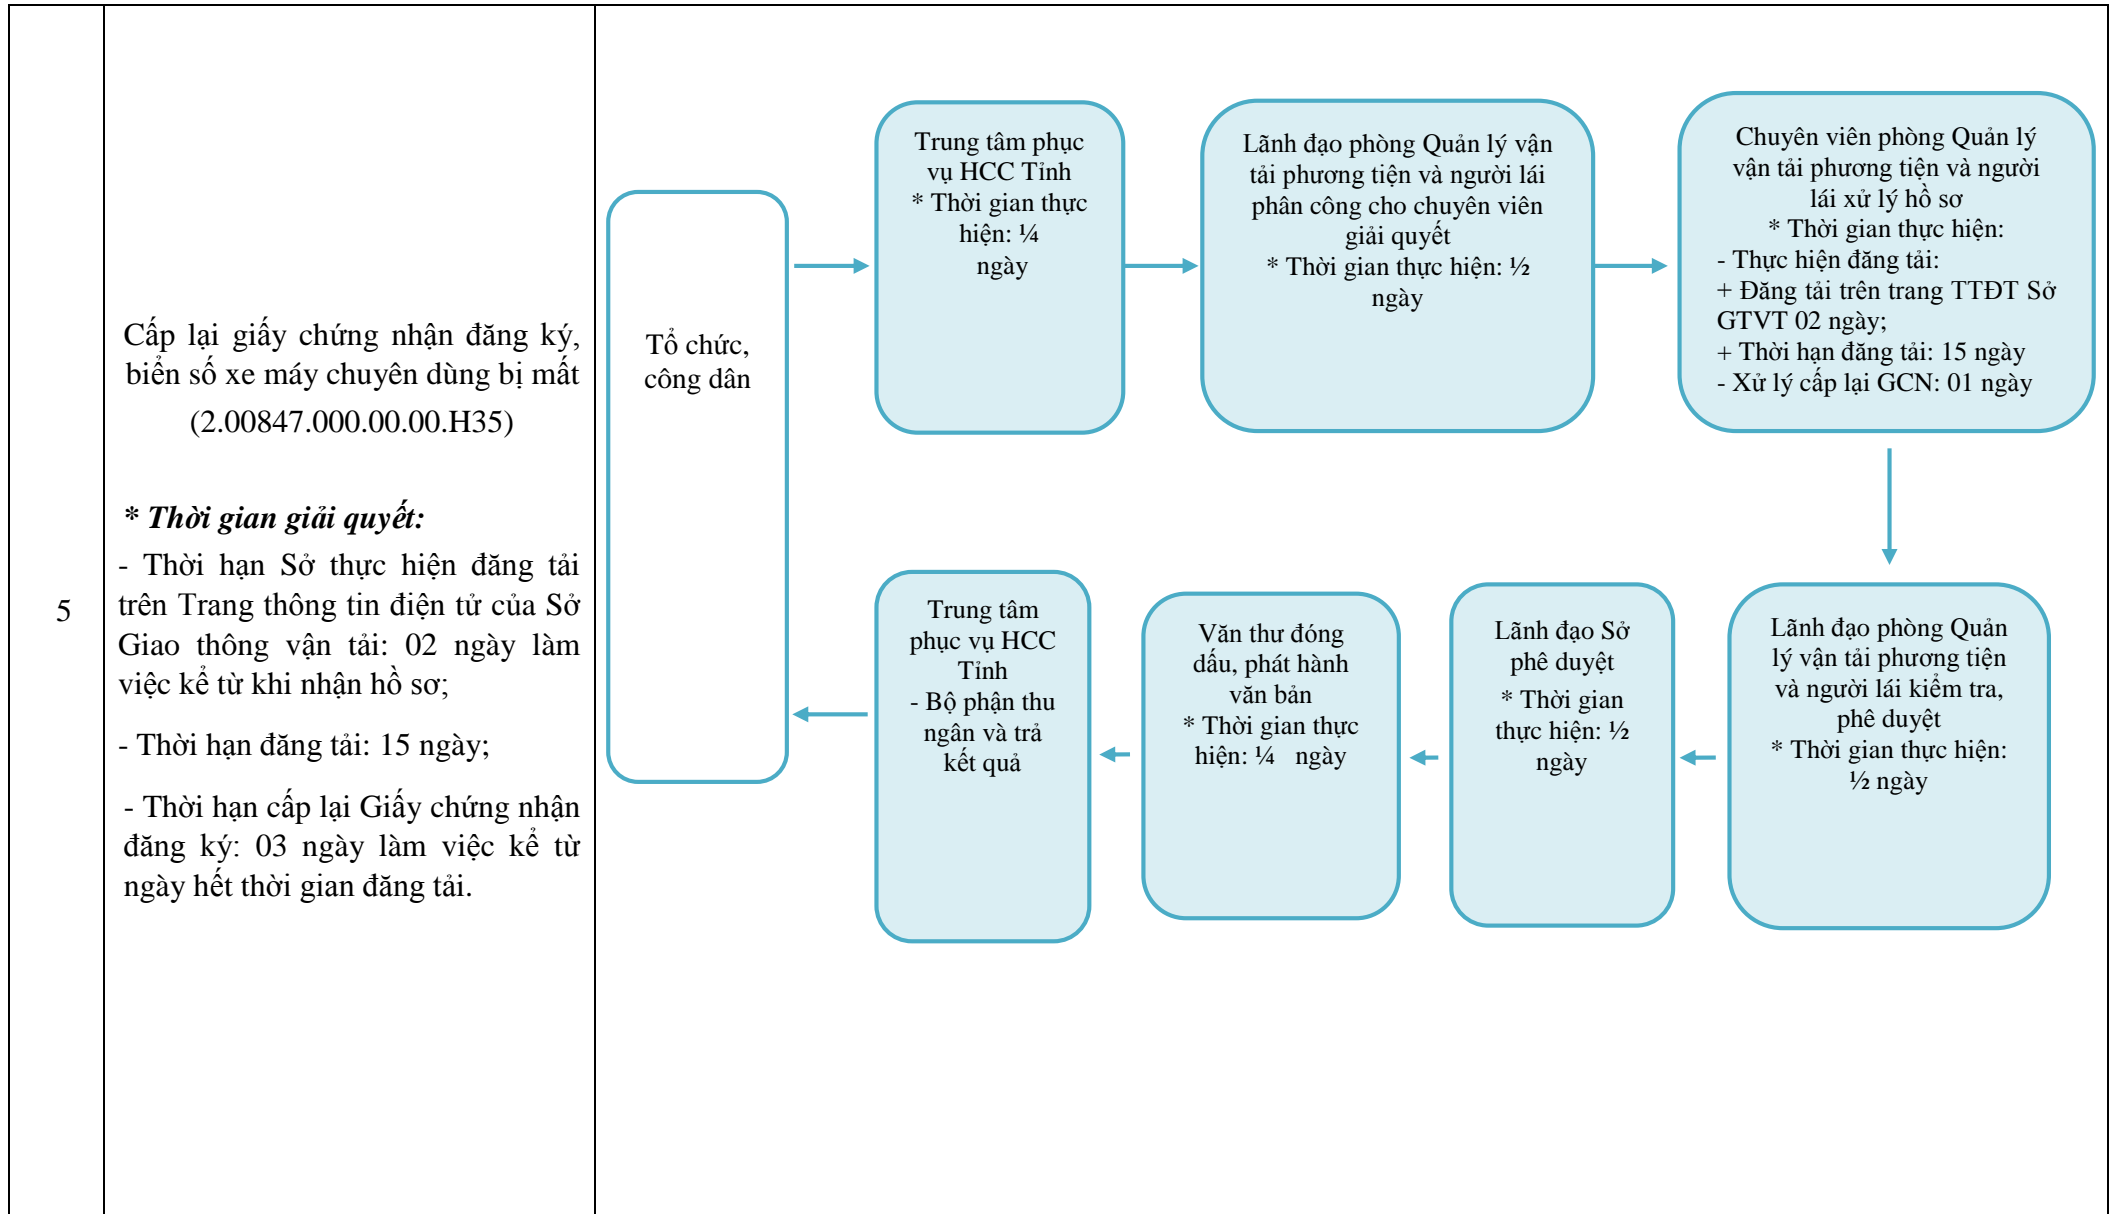 5
Cấp lại giấy chứng nhận đăng ký,
biển số xe máy chuyên dùng bị mất
(2.00847.000.00.00.H35)
* Thời gian giải quyết:
- Thời hạn Sở thực hiện đăng tải
trên Trang thông tin điện tử của Sở
Giao thông vận tải: 02 ngày làm
việc kể từ khi nhận hồ sơ;
- Thời hạn đăng tải: 15 ngày;
- Thời hạn cấp lại Giấy chứng nhận
đăng ký: 03 ngày làm việc kể từ
ngày hết thời gian đăng tải.
Tổ chức,
công dân
Trung tâm phục
vụ HCC Tỉnh
* Thời gian thực
hiện: ¼
ngày
Lãnh đạo phòng Quản lý vận
tải phương tiện và người lái
phân công cho chuyên viên
giải quyết
* Thời gian thực hiện: ½
ngày
Chuyên viên phòng Quản lý
vận tải phương tiện và người
lái xử lý hồ sơ
* Thời gian thực hiện:
- Thực hiện đăng tải:
+ Đăng tải trên trang TTĐT Sở
GTVT 02 ngày;
+ Thời hạn đăng tải: 15 ngày
- Xử lý cấp lại GCN: 01 ngày
Lãnh đạo phòng Quản
lý vận tải phương tiện
và người lái kiểm tra,
phê duyệt
* Thời gian thực hiện:
½ ngày
Lãnh đạo Sở
phê duyệt
* Thời gian
thực hiện: ½
ngày
Văn thư đóng
dấu, phát hành
văn bản
* Thời gian thực
hiện: ¼ ngày
Trung tâm
phục vụ HCC
Tỉnh
- Bộ phận thu
ngân và trả
kết quả